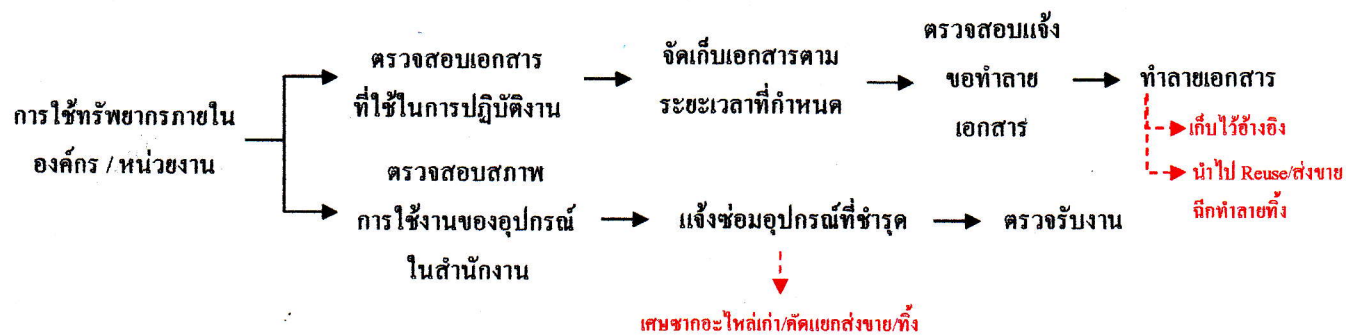 การใช้ทรัพยากรภายใน
องค์กร / หน่วยงาน
ตรวจสอบเอกสาร
ที่ใช้ในการปฏิบัติงาน
จัดเก็บเอกสารตาม
ระยะเวลาที่กำหนด
ตรวจสอบแจ้ง
ขอทำลาย
เอกสาร
ทำลายเอกสาร
เก็บไว้อ้างอิง
นำไป Reuse/ส่งขาย
ฉีกทำลายทิ้ง
ตรวจสอบสภาพ
การใช้งานของอุปกรณ์
ในสำนักงาน
แจ้งซ่อมอุปกรณ์ที่ชำรุด
ตรวจรับงาน
เศษซากอะไหล่เก่า/คัดแยกส่งขาย/ทิ้ง